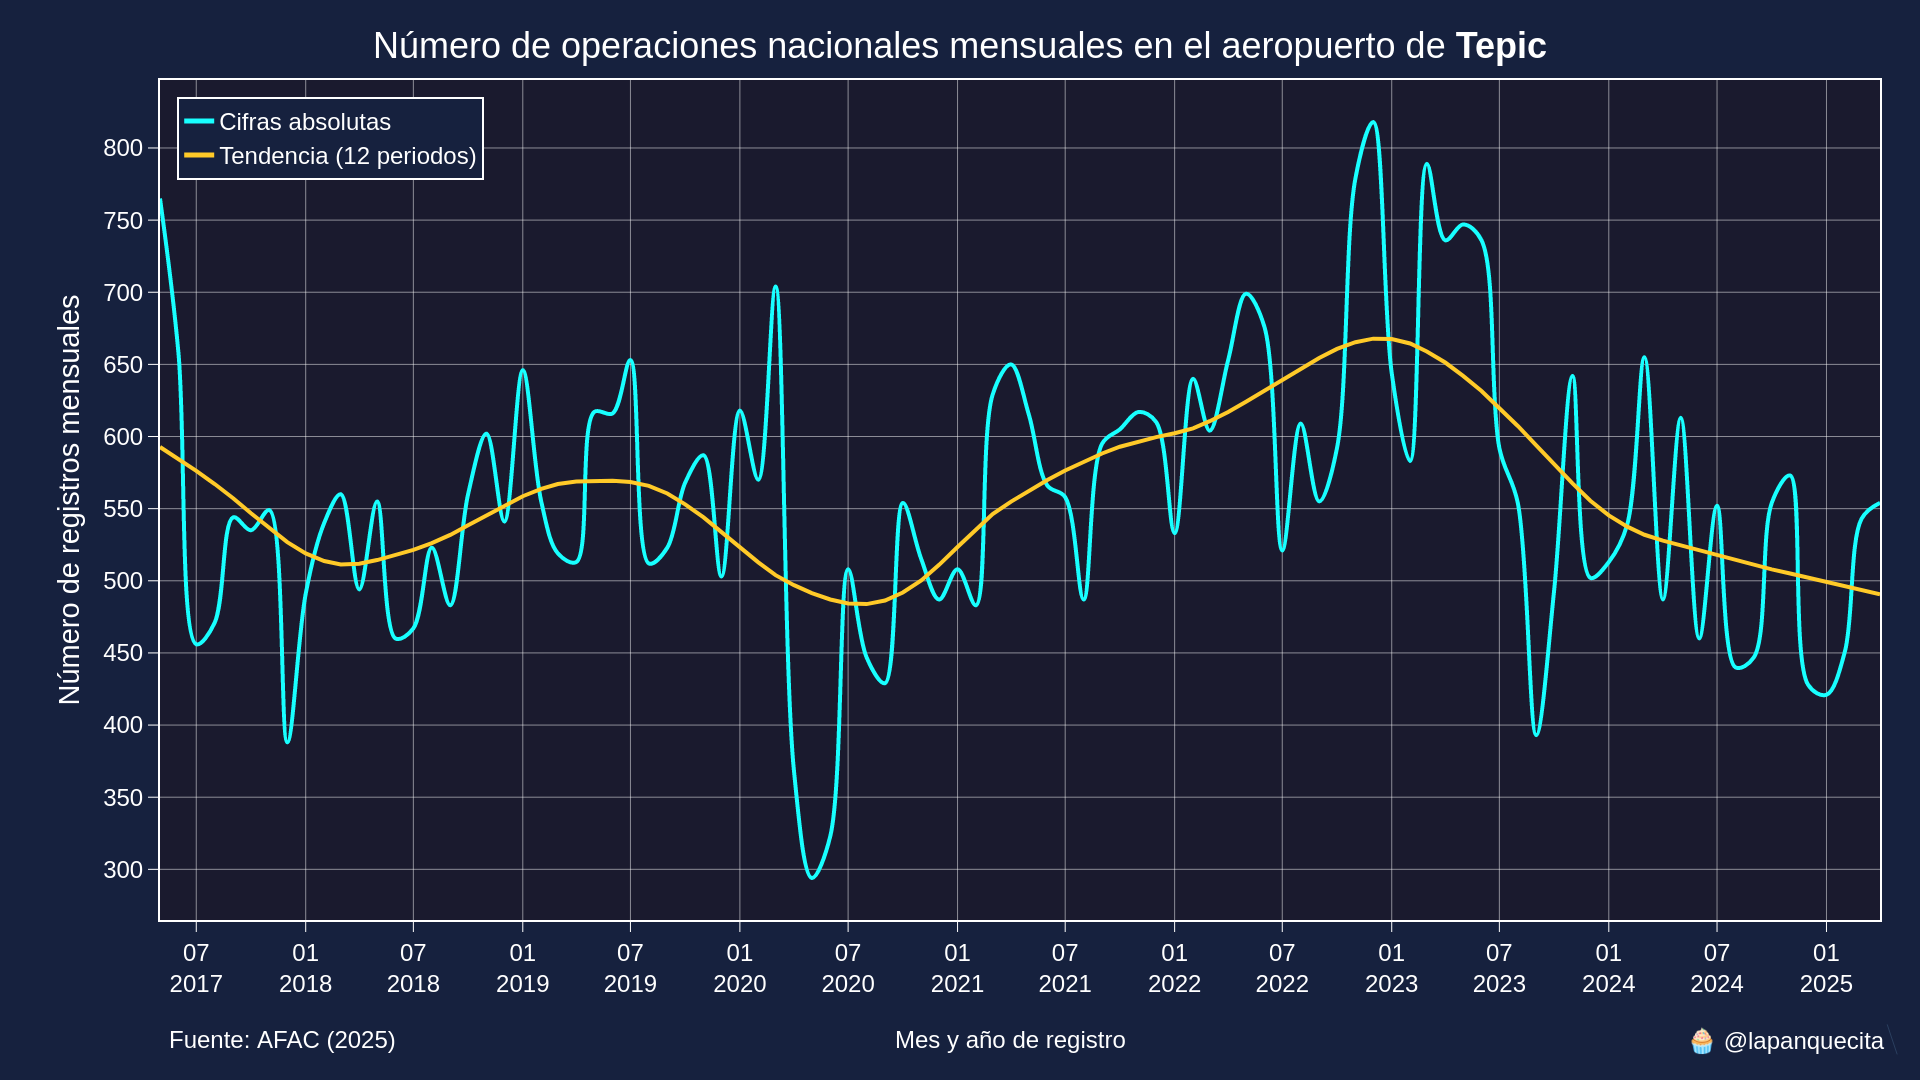 Número de operaciones nacionales mensuales en el aeropuerto de Tepic
Cifras absolutas
Tendencia (12 periodos)
Número de registros mensuales
800
750
700
650
600
550
500
450
400
350
300
07 01 07 01 07 01 07 01 07 01 07 01 07 01 07 01
2017 2018 2018 2019 2019 2020 2020 2021 2021 2022 2022 2023 2023 2024 2024 2025
Fuente: AFAC (2025)
Mes y año de registro
🧁 @lapanquecita